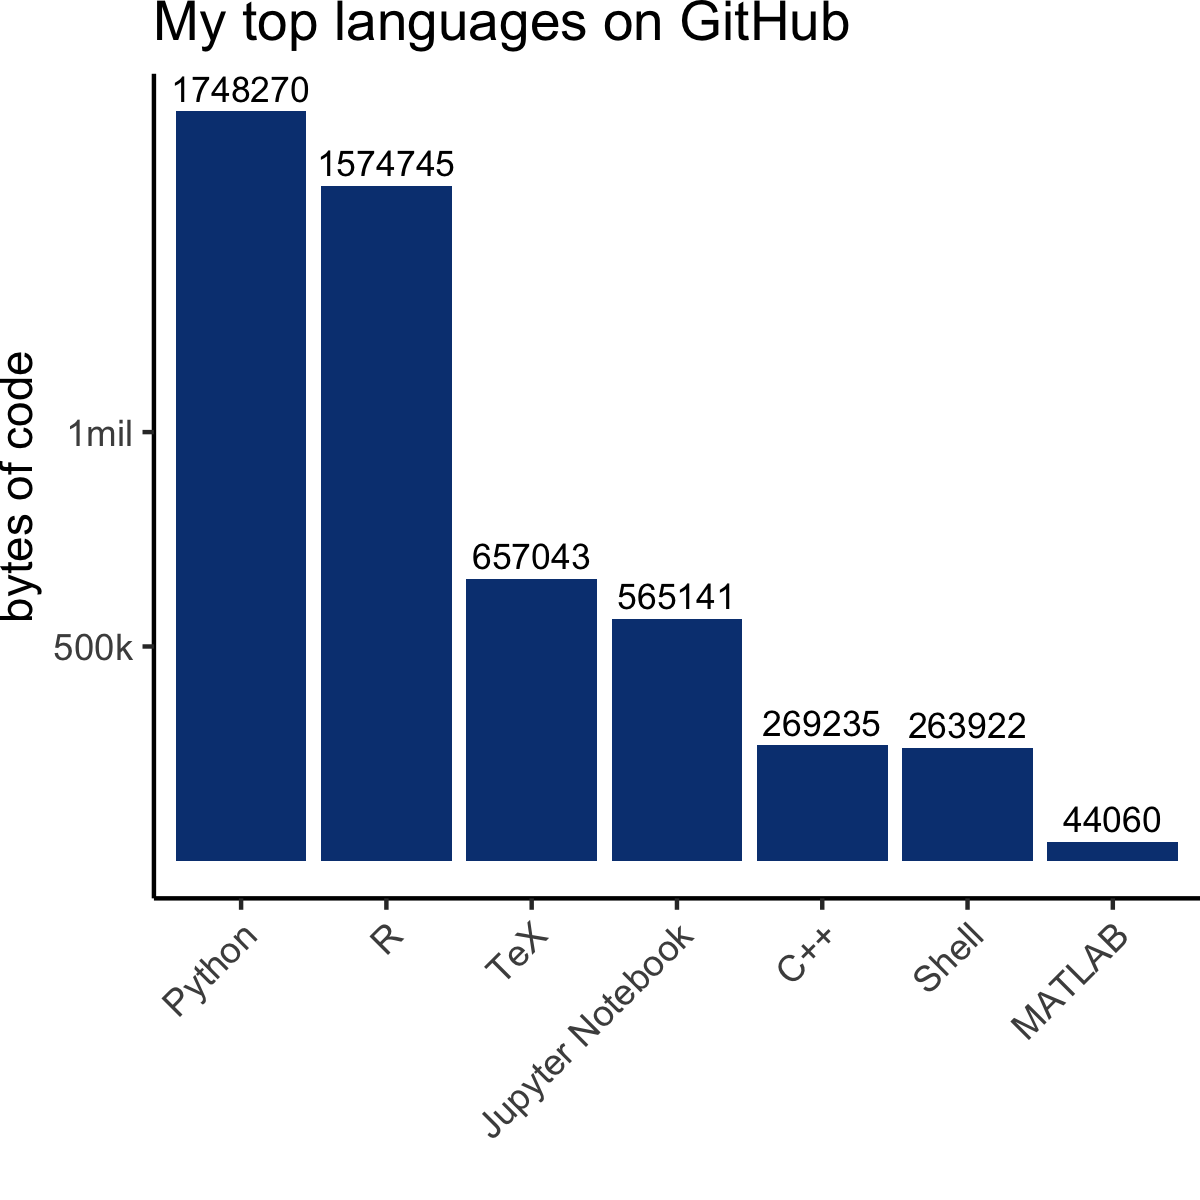 My top languages on GitHub
bytes of code
1mil
500k
1748270
1574745
657043
565141
269235
263922
44060
Python
R
TeX
Jupyter Notebook
C++
Shell
MATLAB